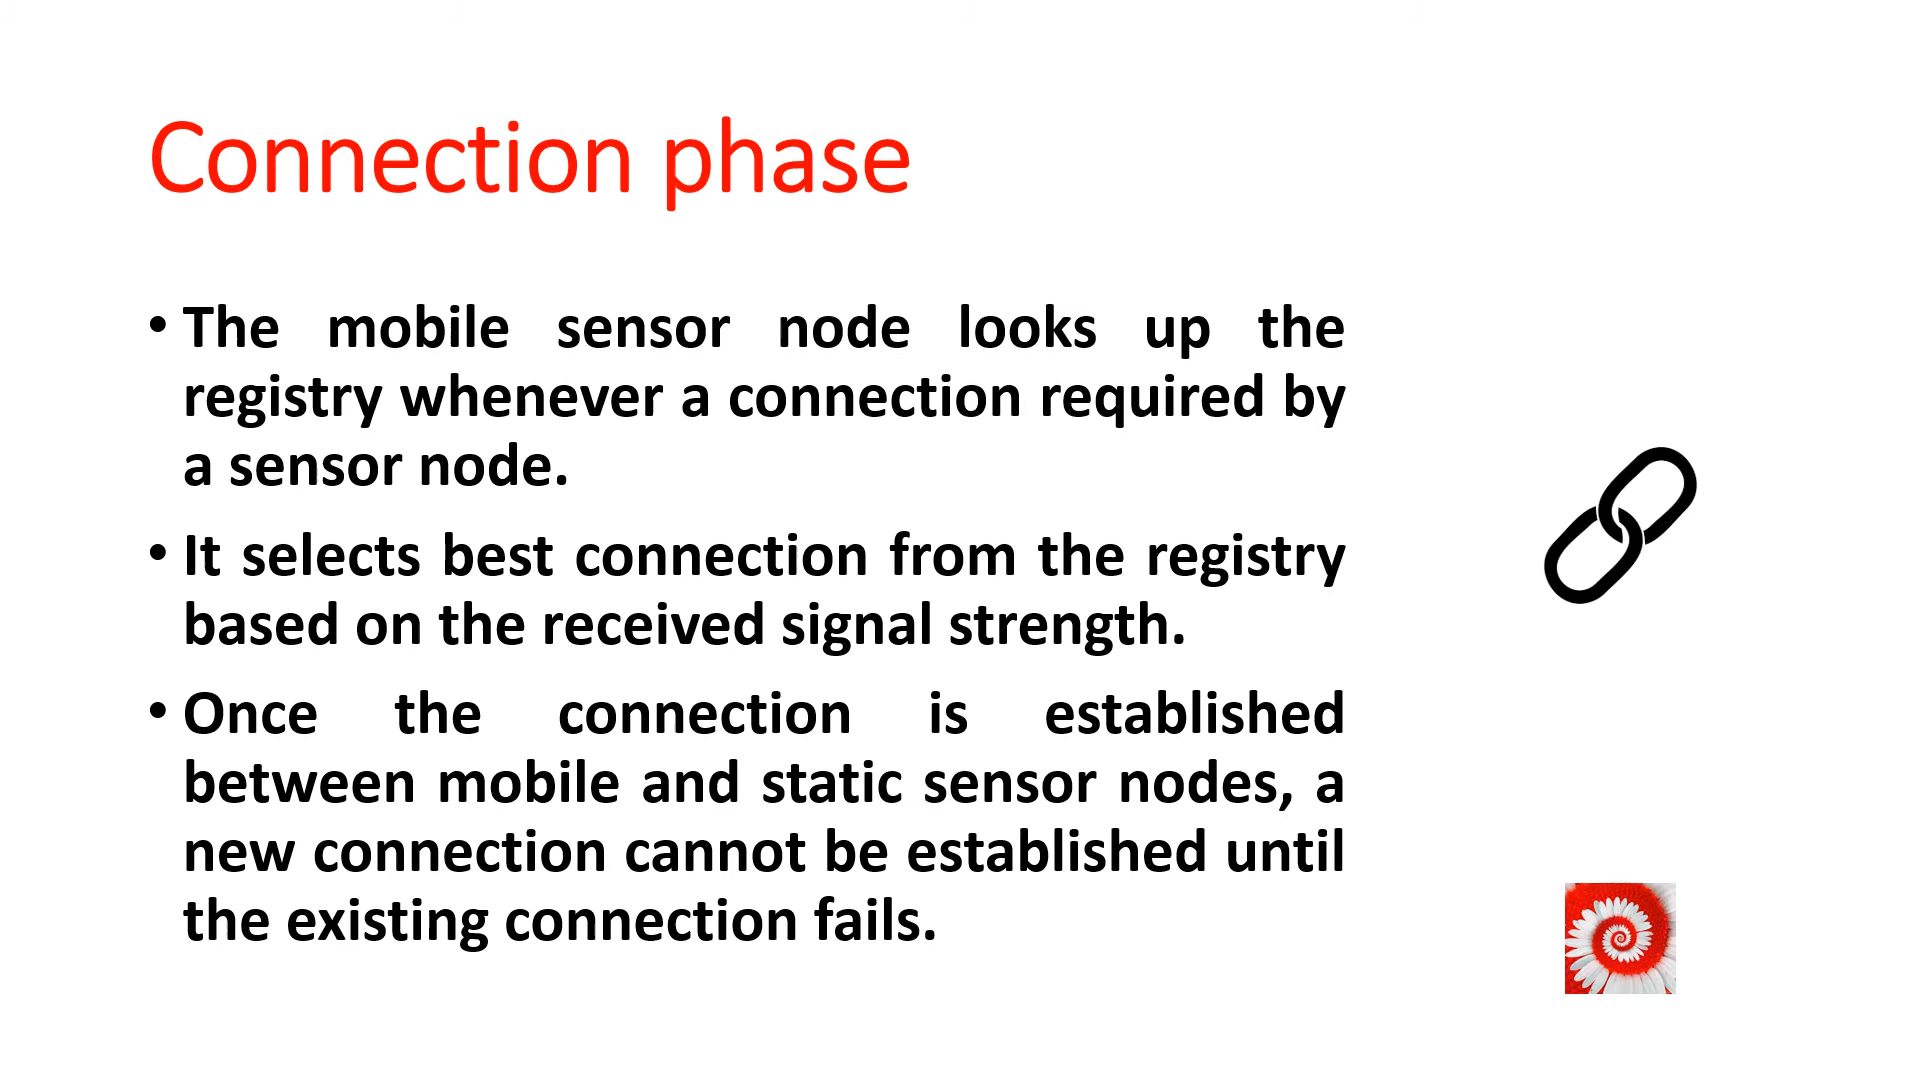 Connection phase
• The mobile sensor node looks up the
registry whenever a connection required by
a sensor node.
• It selects best connection from the registry
based on the received signal strength.
• Once the connection is established
between mobile and static sensor nodes, a
new connection cannot be established until
the existing connection fails.